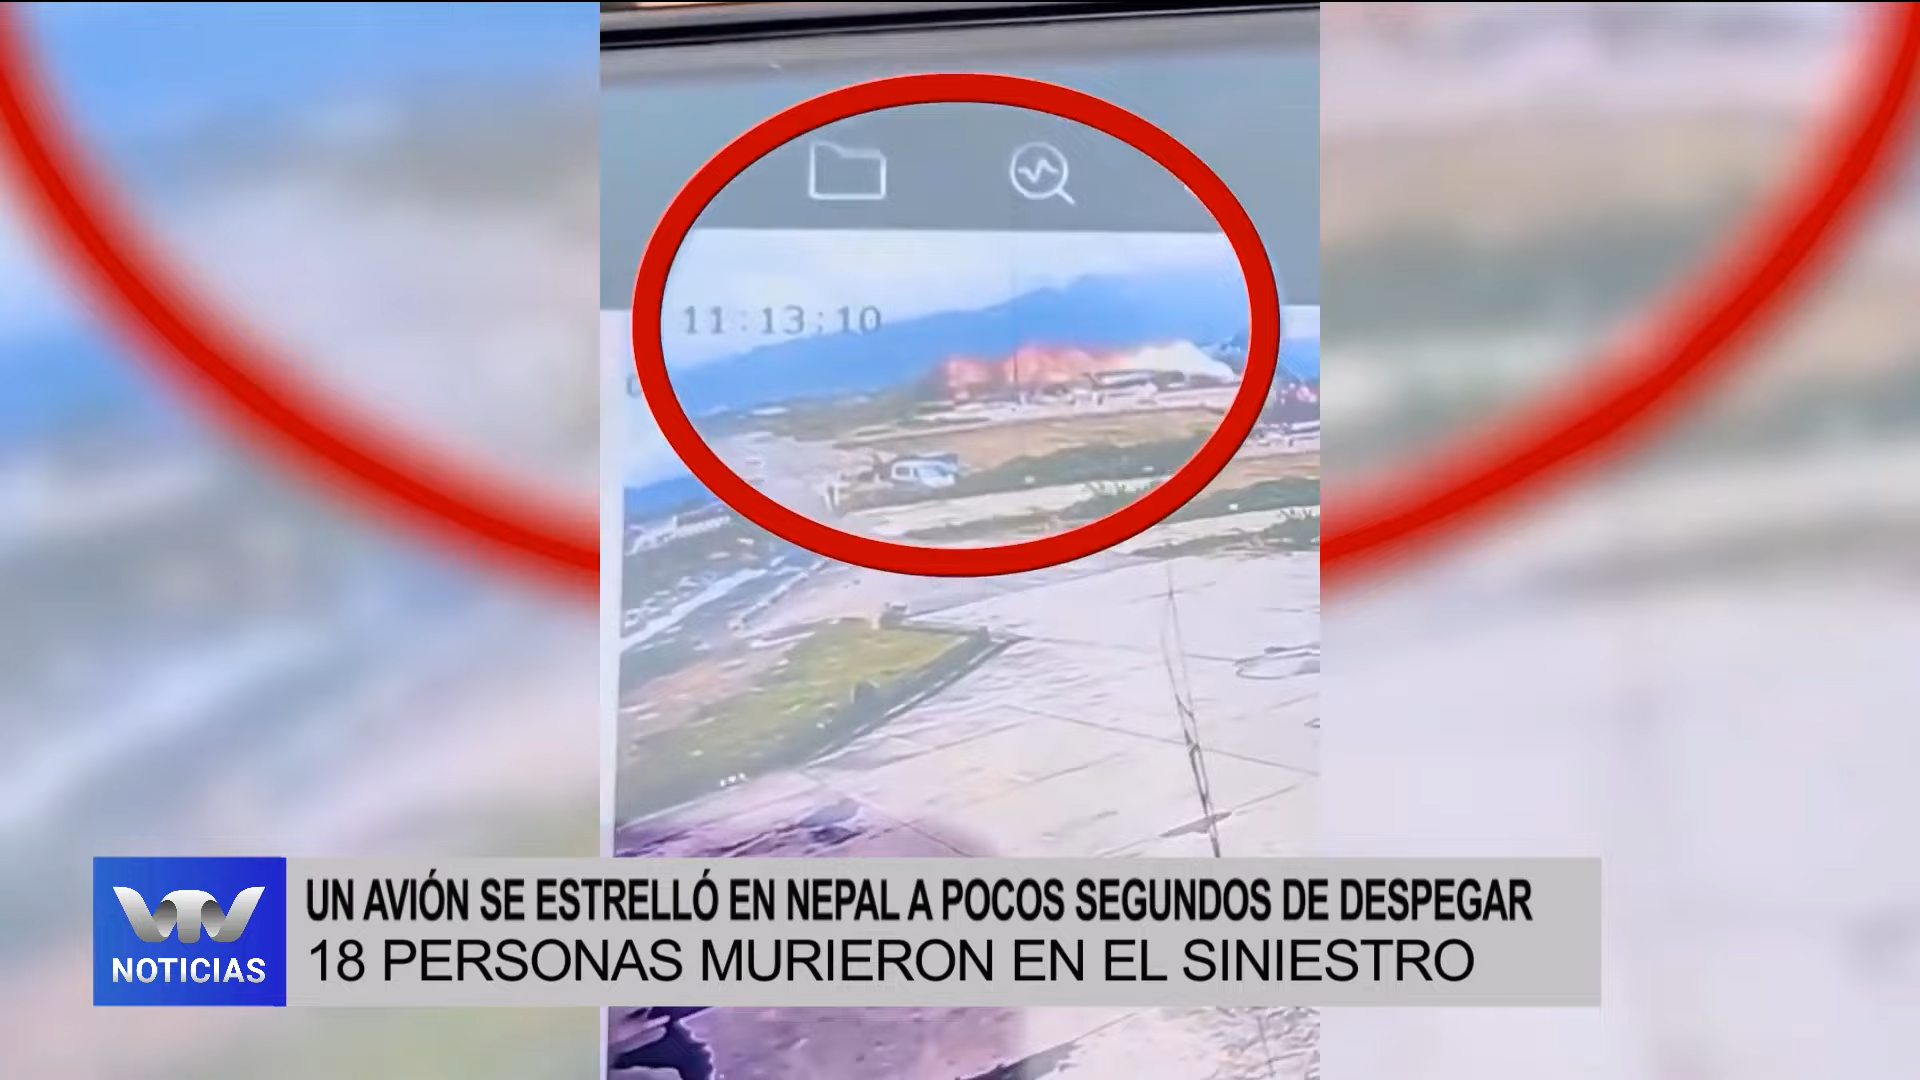 11:13:10
VTV
NOTICIAS
UN AVIÓN SE ESTRELLÓ EN NEPAL A POCOS SEGUNDOS DE DESPEGAR
18 PERSONAS MURIERON EN EL SINIESTRO